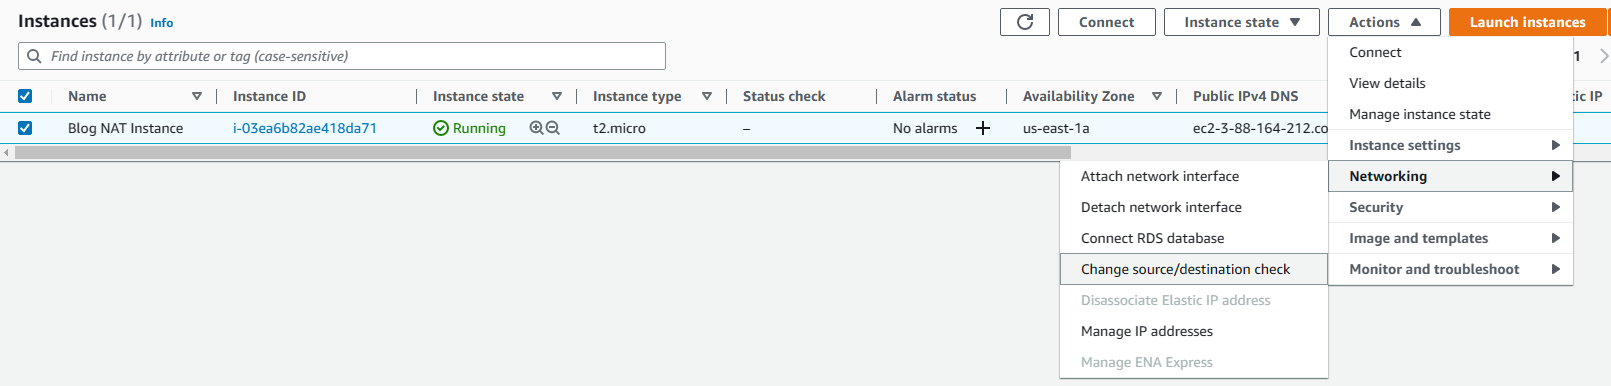 Instances (1/1) Info
Connect
Instance state
Actions
Launch instances
Find instance by attribute or tag (case-sensitive)
1
Name Instance ID Instance state Instance type Status check Alarm status Availability Zone Public IPv4 DNS tic IP
Blog NAT Instance i-03ea6b82ae418da71 Running t2.micro – No alarms + us-east-1a ec2-3-88-164-212.co
Connect
View details
Manage instance state
Instance settings
Networking
Security
Image and templates
Monitor and troubleshoot
Attach network interface
Detach network interface
Connect RDS database
Change source/destination check
Disassociate Elastic IP address
Manage IP addresses
Manage ENA Express